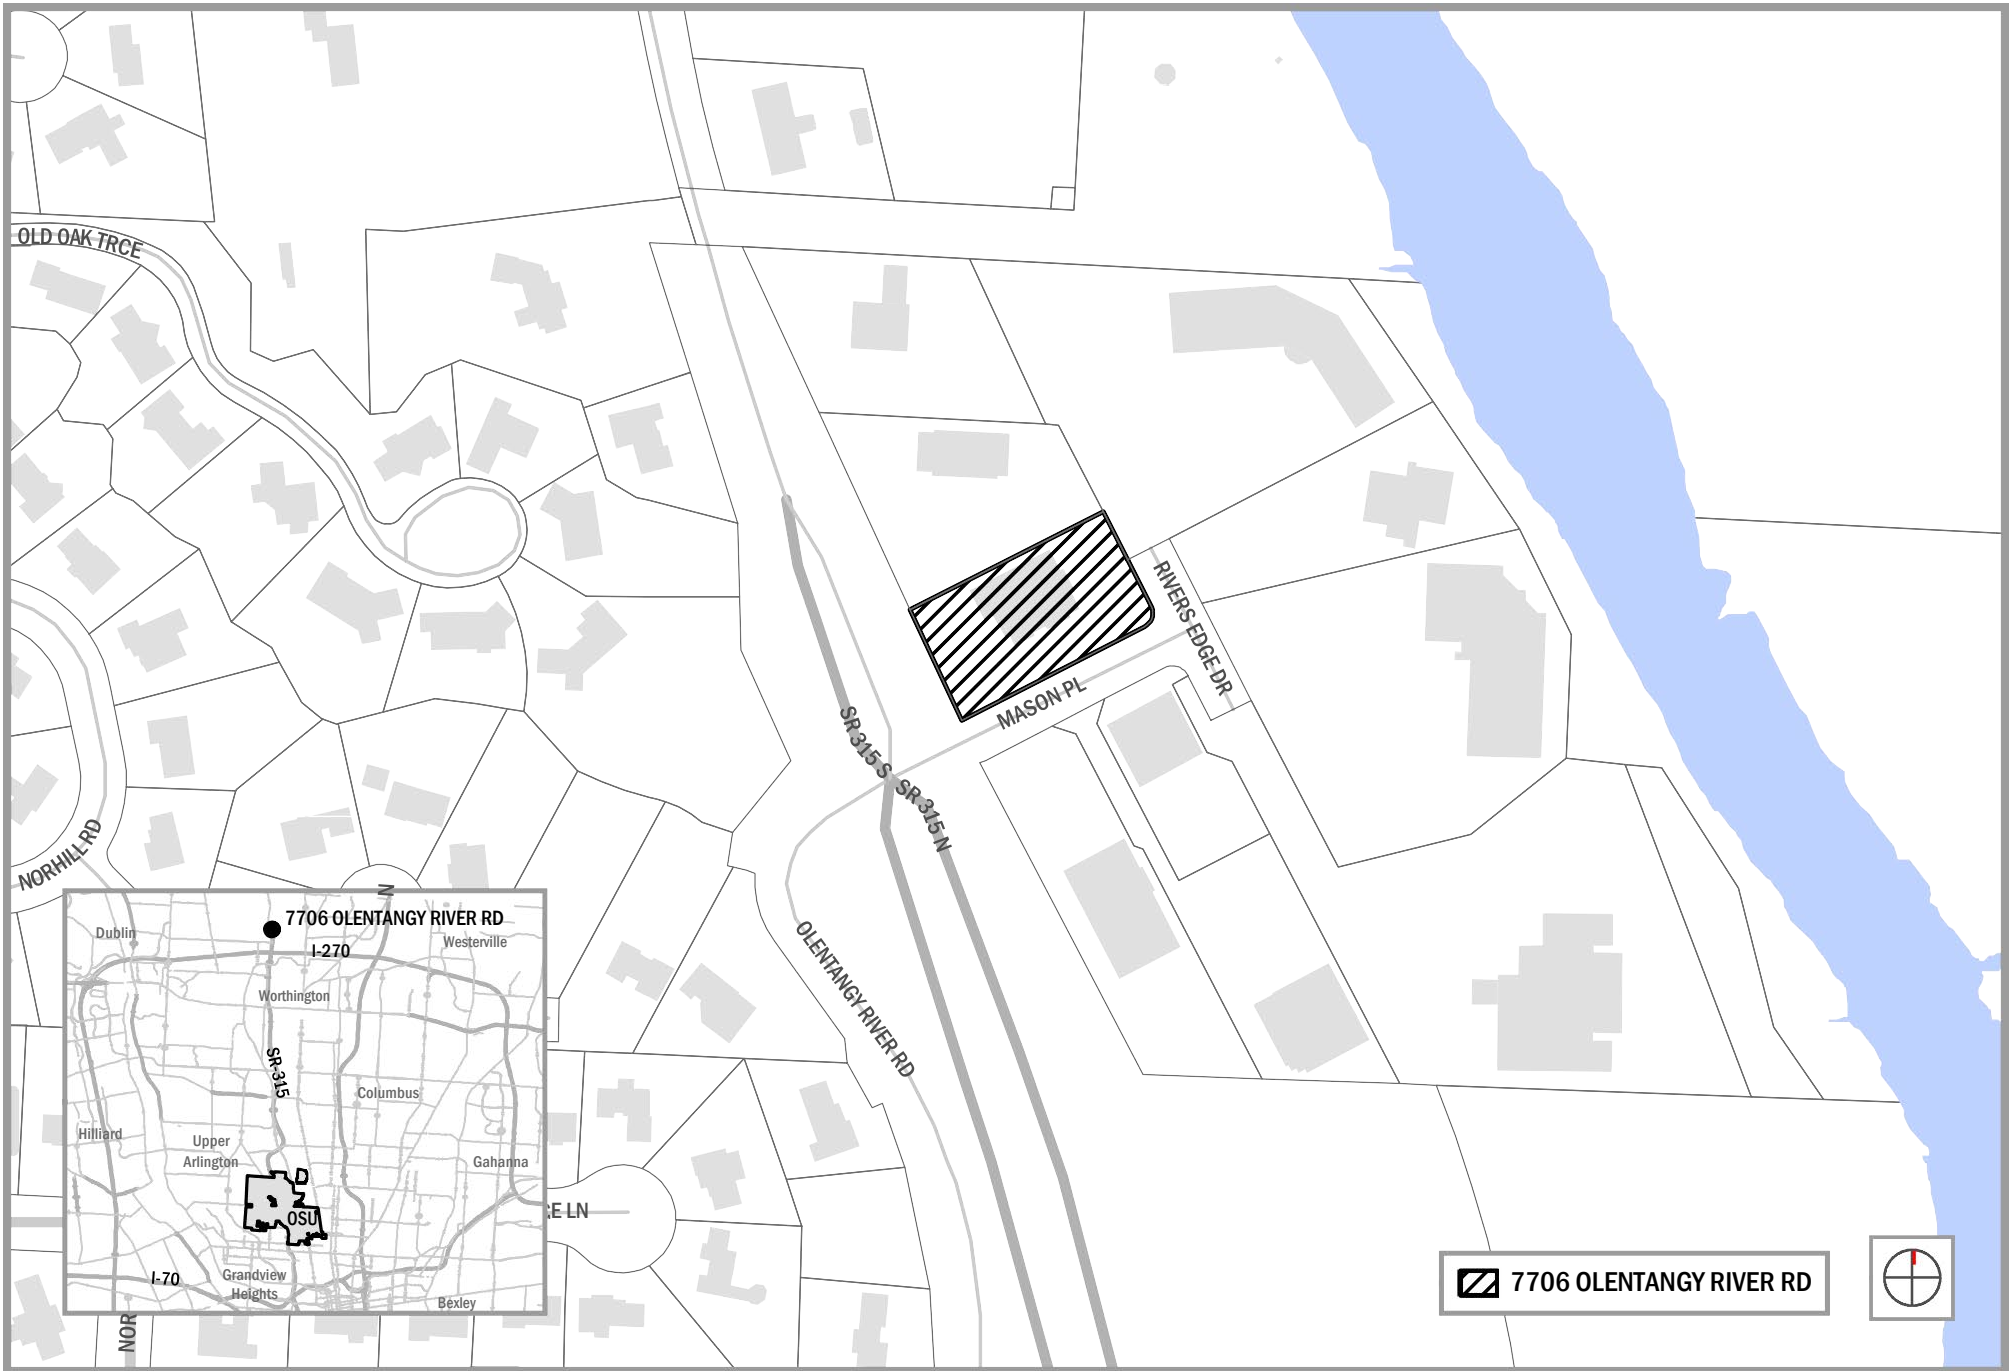 OLD OAK TRCE
RIVERS EDGE DR
MASON PL
SR 315 S
SR 315 N
NORHILL RD
OLENTANGY RIVER RD
N
7706 OLENTANGY RIVER RD
Dublin
I-270
Westerville
Worthington
SR-315
Columbus
Hilliard
Upper
Arlington
Gahanna
OSU
I-70
Grandview
Heights
Bexley
E LN
NOR
7706 OLENTANGY RIVER RD